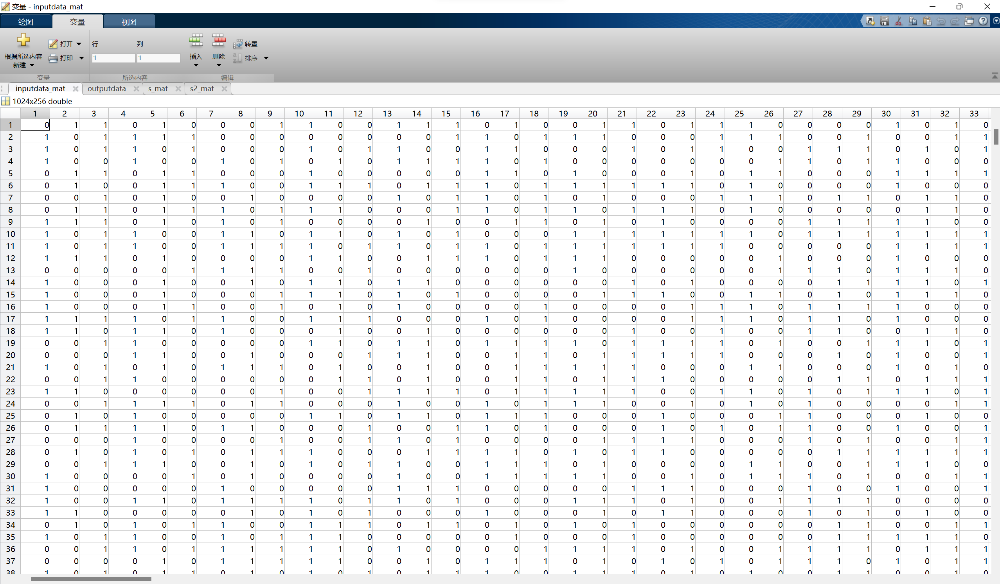 变量 - inputdata_mat
绘图 变量 视图
根据所选内容
新建
打开
打印
行 列
1 1
插入 删除 转置
排序
变量 所选内容 编辑
inputdata_mat outputdata s_mat s2_mat
1024x256 double
1 2 3 4 5 6 7 8 9 10 11 12 13 14 15 16 17 18 19 20 21 22 23 24 25 26 27 28 29 30 31 32 33
1 0 1 1 0 1 0 0 0 1 1 0 0 1 1 1 0 1 0 0 1 1 0 1 1 1 0 0 0 0 1 0 1 0
2 1 0 1 1 1 1 0 0 0 0 0 0 0 0 1 1 0 1 1 1 0 0 0 1 1 1 0 0 1 0 0 1 1
3 1 0 1 1 0 1 0 0 0 1 0 1 1 0 0 1 1 0 0 0 1 0 1 1 0 0 1 1 1 0 1 0 1
4 1 0 0 1 0 0 1 0 1 0 1 0 1 1 1 1 0 1 0 0 0 0 0 0 0 1 1 0 1 1 0 0 0
5 0 1 1 0 1 1 0 0 0 1 0 0 0 0 0 1 1 0 1 0 0 0 1 0 1 1 0 0 0 1 1 1 1
6 0 1 0 0 1 1 1 0 0 1 1 1 0 1 1 1 0 1 1 1 1 1 1 0 1 0 0 0 0 1 0 0 0
7 0 0 1 0 1 0 0 1 0 0 0 0 1 0 1 1 0 1 0 1 0 0 0 1 1 1 0 1 1 0 1 1 0
8 0 1 1 0 1 1 1 0 1 1 1 0 0 0 1 1 0 1 1 0 1 1 1 0 1 0 0 0 0 0 1 1 0
9 1 1 1 0 1 0 1 0 1 0 0 0 0 1 0 0 1 1 0 1 0 1 0 0 0 0 1 1 1 1 1 0 0
10 1 0 1 1 0 0 1 1 0 1 1 0 1 0 1 0 0 0 1 1 1 1 1 1 1 0 1 1 1 1 1 1 1
11 1 0 1 1 0 0 1 1 1 1 0 1 1 0 1 1 0 1 1 1 1 1 1 1 0 0 0 0 0 1 1 1 1
12 1 1 1 0 1 0 0 0 0 1 1 0 0 1 1 1 0 1 1 1 0 0 0 0 0 1 0 0 0 1 0 0 0
13 0 0 0 0 0 1 1 1 1 0 0 1 0 0 0 0 0 0 1 0 0 0 0 0 0 1 1 1 0 1 1 1 0
14 1 0 0 0 1 0 0 1 0 1 1 0 1 1 0 0 0 0 0 0 1 0 1 0 0 0 0 1 1 1 1 0 1
15 1 0 0 0 1 0 0 0 1 1 1 0 1 0 1 0 0 0 0 1 1 1 0 0 1 1 0 1 0 1 1 1 0
16 1 0 0 0 1 1 0 0 1 0 1 0 1 0 0 0 0 1 0 0 0 0 1 1 1 0 1 1 1 1 0 0 0
17 1 1 1 1 0 1 1 0 0 1 1 1 0 0 0 1 0 1 0 0 0 0 1 1 1 0 1 1 0 1 0 0 0
18 1 1 0 1 1 0 1 0 0 0 1 0 0 1 0 0 0 0 0 0 1 0 0 1 0 0 1 1 0 0 1 1 0
19 0 0 1 1 0 0 0 0 0 1 1 0 1 1 0 1 1 1 1 0 1 1 1 1 0 1 0 0 1 1 1 0 1
20 0 0 0 1 1 0 0 1 0 0 0 1 1 1 0 0 1 1 0 1 1 1 1 1 0 0 0 1 0 1 0 0 1
21 1 0 1 0 1 0 1 1 1 0 1 0 0 1 0 0 1 1 1 1 1 0 0 0 1 1 0 0 0 1 0 1 0
22 0 0 1 1 0 0 0 0 0 0 1 1 0 1 0 0 1 1 0 1 1 1 0 0 0 0 0 1 1 0 1 1 1
23 1 1 0 0 0 0 0 0 1 0 0 1 1 1 1 0 1 1 1 1 1 0 0 1 1 0 1 0 1 1 1 0 1
24 0 0 1 1 1 1 0 1 1 0 0 0 1 0 0 1 0 1 1 1 0 0 1 0 1 0 1 0 0 0 0 1 1
25 0 1 0 1 0 0 0 0 0 1 1 0 1 1 0 1 1 1 0 0 0 1 0 0 0 1 1 0 0 0 1 0 0
26 0 1 1 1 1 0 1 1 0 0 0 1 0 0 1 1 0 1 0 0 0 1 0 1 0 1 1 0 0 1 0 0 1
27 0 0 0 1 0 0 0 0 1 0 0 1 1 0 1 0 0 0 0 1 1 1 1 0 0 0 1 0 1 0 0 1 1
28 0 1 0 1 0 1 0 1 1 1 0 0 0 1 1 1 1 0 1 0 1 1 0 0 0 0 0 1 1 1 1 1 1
29 0 0 1 1 1 0 0 1 0 1 0 1 1 0 0 1 1 1 0 1 0 0 0 0 1 1 0 0 1 1 1 0 0
30 1 0 0 0 0 1 0 1 0 0 0 0 1 0 0 1 1 1 1 1 0 0 1 0 1 1 1 0 1 0 0 1 1
31 1 0 0 0 0 0 1 0 0 0 0 0 1 1 1 0 0 0 0 0 1 1 1 0 0 0 1 0 0 1 0 0 1
32 1 0 0 1 1 0 1 1 1 1 0 1 1 0 1 0 0 0 1 1 1 0 1 0 0 1 1 1 1 0 0 0 0
33 1 1 0 0 0 0 0 1 0 1 0 1 0 0 0 1 0 0 0 1 0 1 1 0 0 0 1 0 1 0 1 0 0
34 0 1 0 1 0 1 1 0 0 1 1 1 0 1 1 0 1 0 1 0 1 0 0 0 0 0 0 1 1 0 0 1 1
35 1 0 1 1 0 0 1 0 1 1 1 0 0 0 0 0 1 0 0 0 1 0 0 0 0 0 0 1 1 1 1 1 0
36 0 0 1 1 0 1 1 1 1 1 1 0 1 0 0 0 0 1 1 1 1 0 1 0 0 1 1 1 1 0 1 1 1
37 0 0 0 0 1 0 1 1 1 1 1 0 0 1 0 1 1 1 0 1 0 1 0 1 0 1 1 1 0 1 0 1 1
38 1 0 1 0 1 1 0 1 0 1 0 1 0 1 1 1 0 0 1 1 1 0 1 0 1 0 0 1 1 0 0 1 0